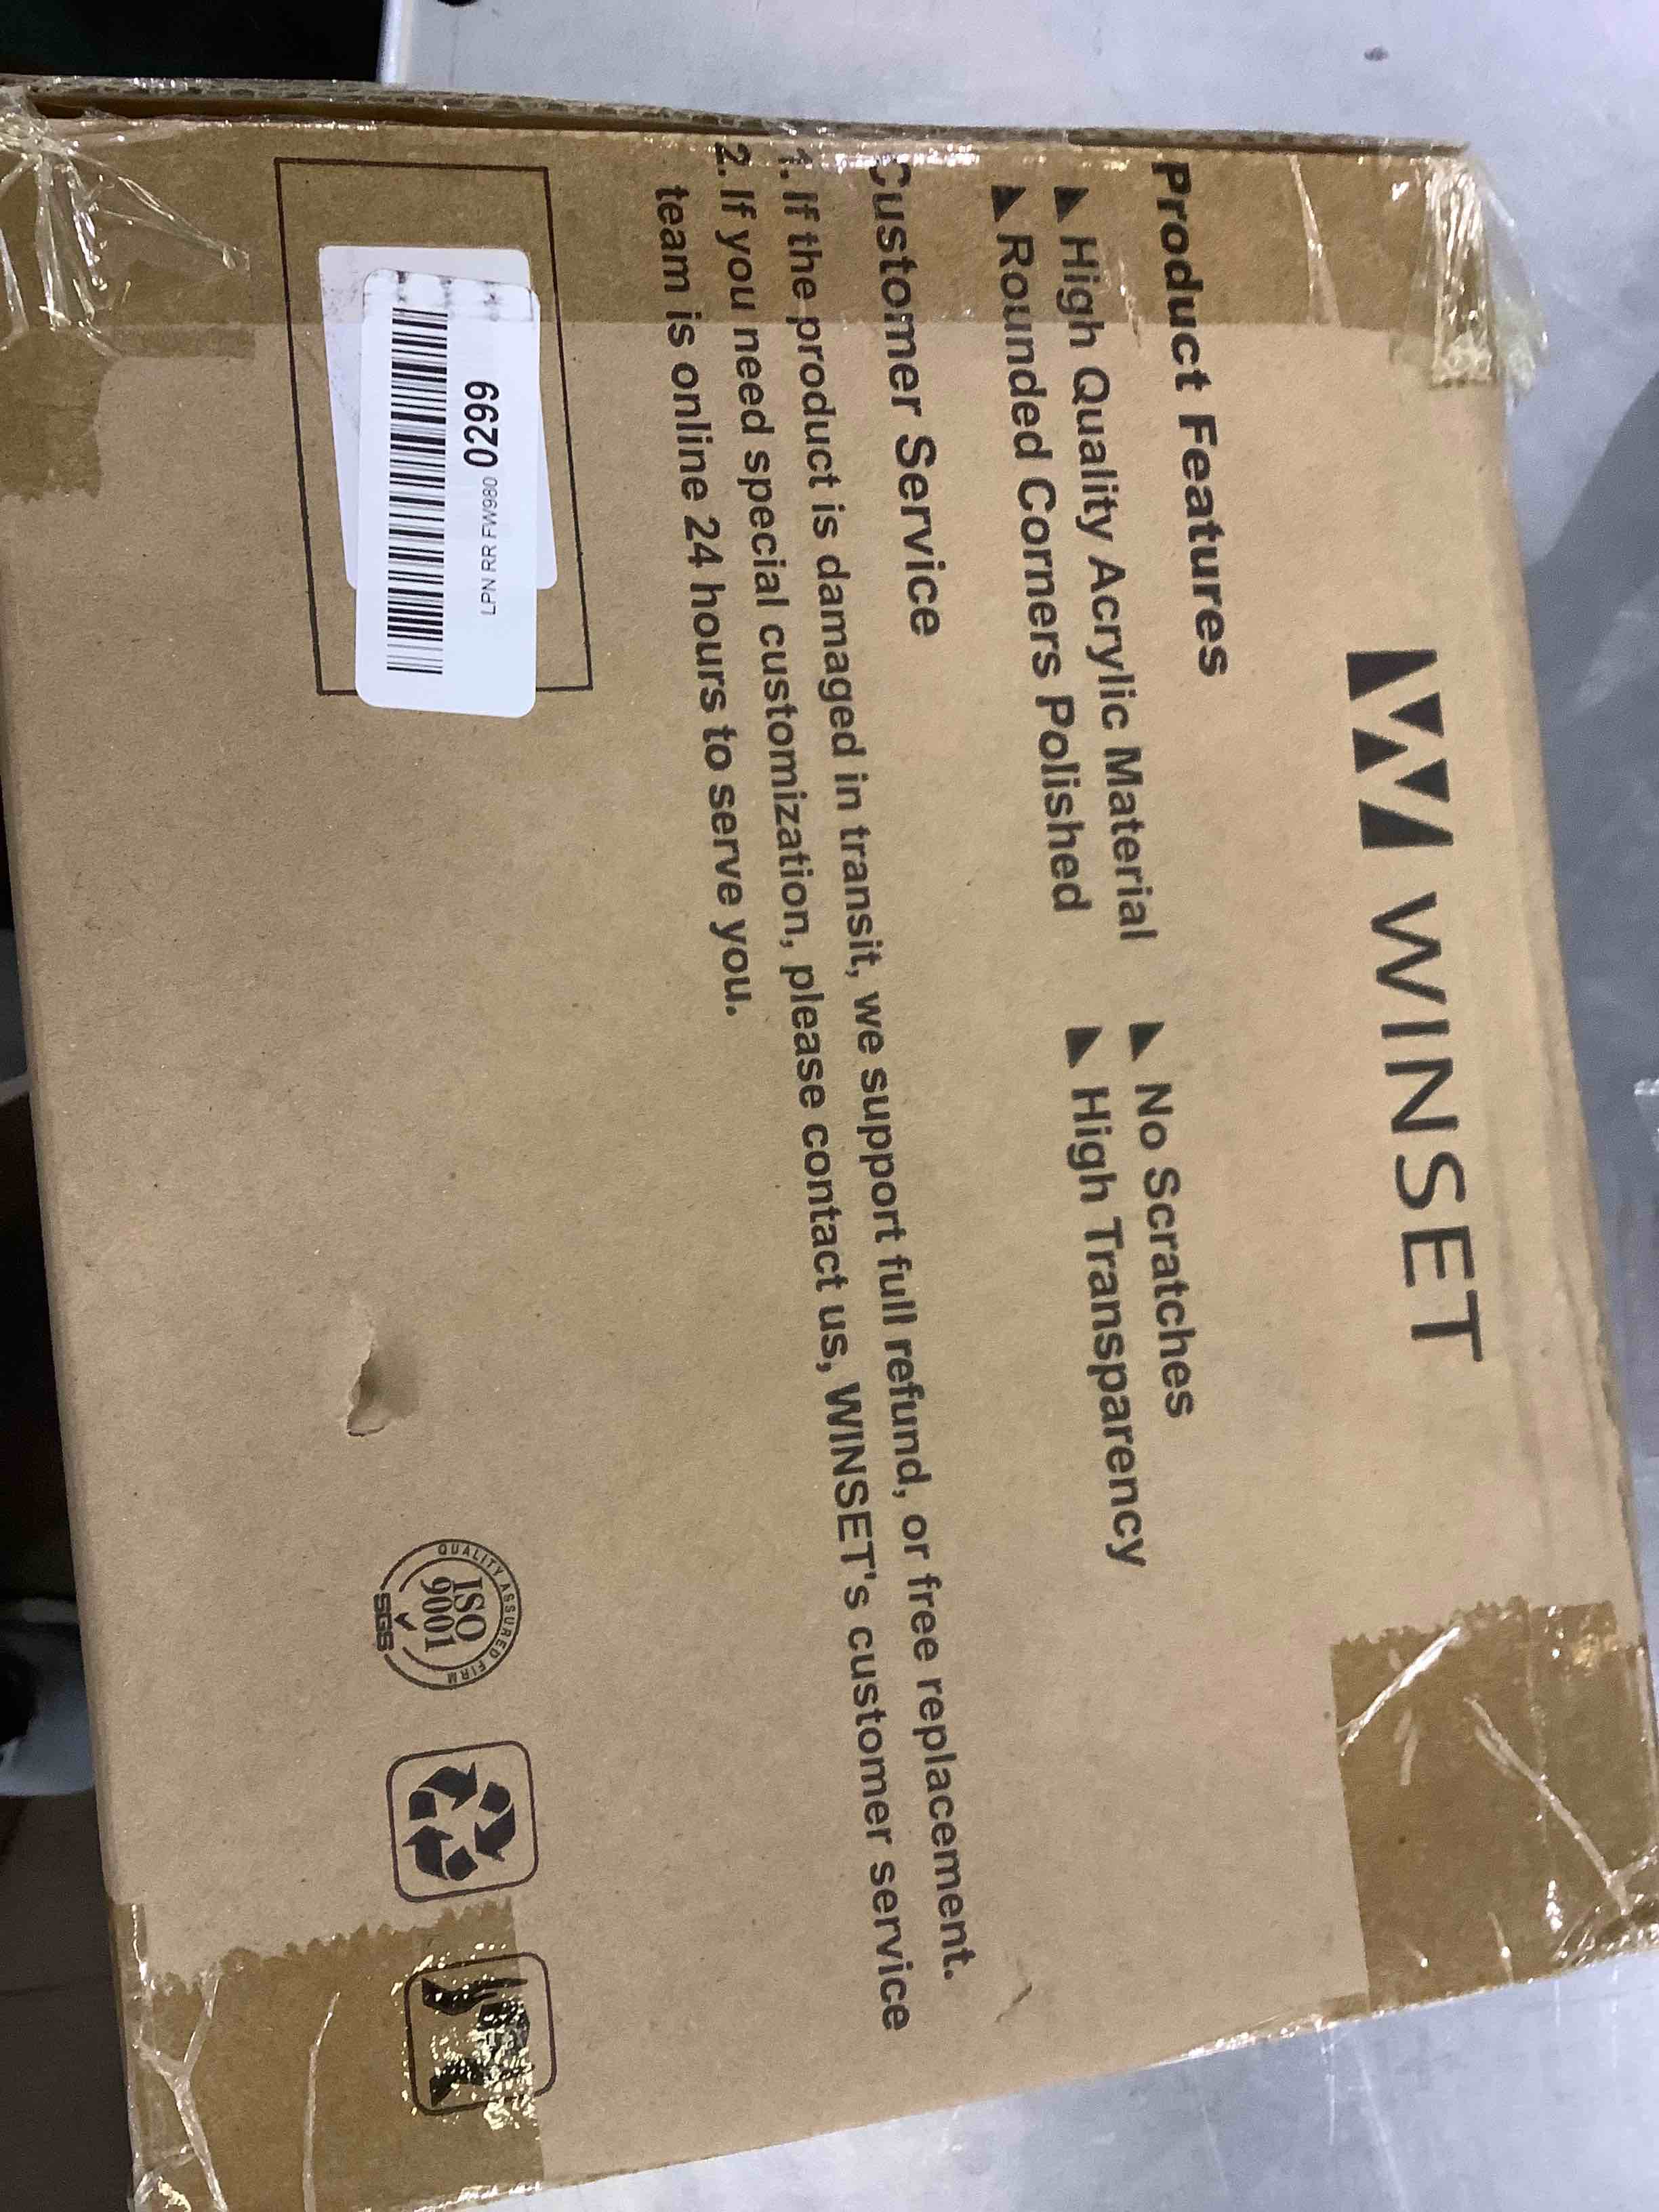 WINSET
Product Features
High Quality Acrylic Material
No Scratches
Rounded Corners Polished
High Transparency
Customer Service
1. If the product is damaged in transit, we support full refund, or free replacement.
2. If you need special customization, please contact us, WINSET's customer service
team is online 24 hours to serve you.
LPN RR FW980 0299
QUALITY ASSURED FIRM
ISO
9001
SGS